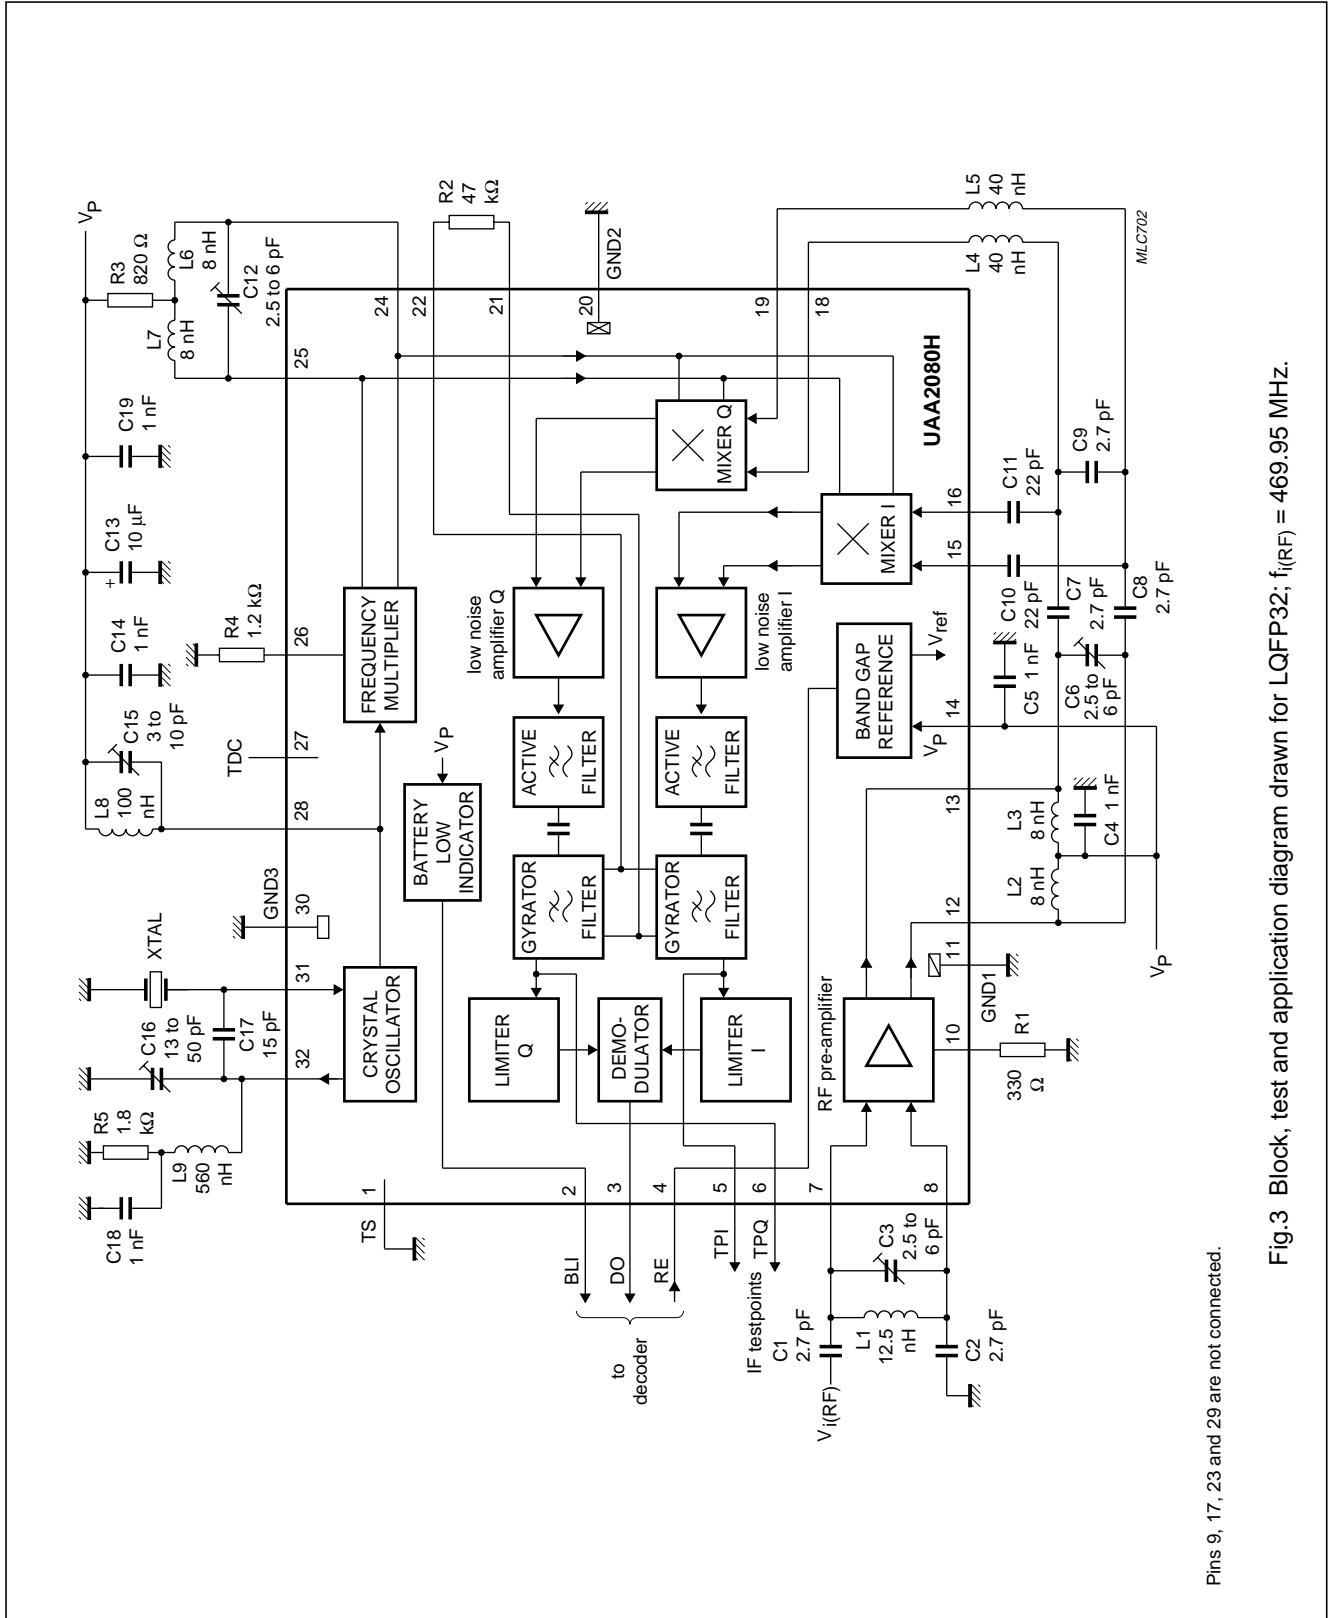 VP
R3
820 Ω
L7
8 nH
L6
8 nH
C12
2.5 to 6 pF
C19
1 nF
C13
10 µF
+
C14
1 nF
C15
3 to
10 pF
L8
100
nH
R4
1.2 kΩ
TDC
GND3
XTAL
C16
13 to
50 pF
C17
15 pF
R5
1.8
kΩ
L9
560
nH
C18
1 nF
TS
1
32
31
30
28
27
26
25
24
22
21
20
19
18
R2
47
kΩ
GND2
CRYSTAL
OSCILLATOR
BATTERY
LOW
INDICATOR
VP
FREQUENCY
MULTIPLIER
LIMITER
Q
GYRATOR
FILTER
ACTIVE
FILTER
low noise
amplifier Q
DEMO-
DULATOR
LIMITER
I
GYRATOR
FILTER
ACTIVE
FILTER
low noise
amplifier I
MIXER Q
MIXER I
RF pre-amplifier
BAND GAP
REFERENCE
Vref
VP
UAA2080H
2
3
4
5
6
7
8
BLI
DO
RE
TPI
TPQ
to
decoder
IF testpoints
Vi(RF)
C1
2.7 pF
L1
12.5
nH
C3
2.5 to
6 pF
C2
2.7 pF
10
11
12
13
14
15
16
330
Ω
R1
GND1
L2
8 nH
L3
8 nH
C4 1 nF
VP
C5 1 nF
C6
2.5 to
6 pF
C10
22 pF
C7
2.7 pF
C8
2.7 pF
C11
22 pF
C9
2.7 pF
L4
40
nH
L5
40
nH
MLC702
Pins 9, 17, 23 and 29 are not connected.
Fig.3 Block, test and application diagram drawn for LQFP32; fi(RF) = 469.95 MHz.